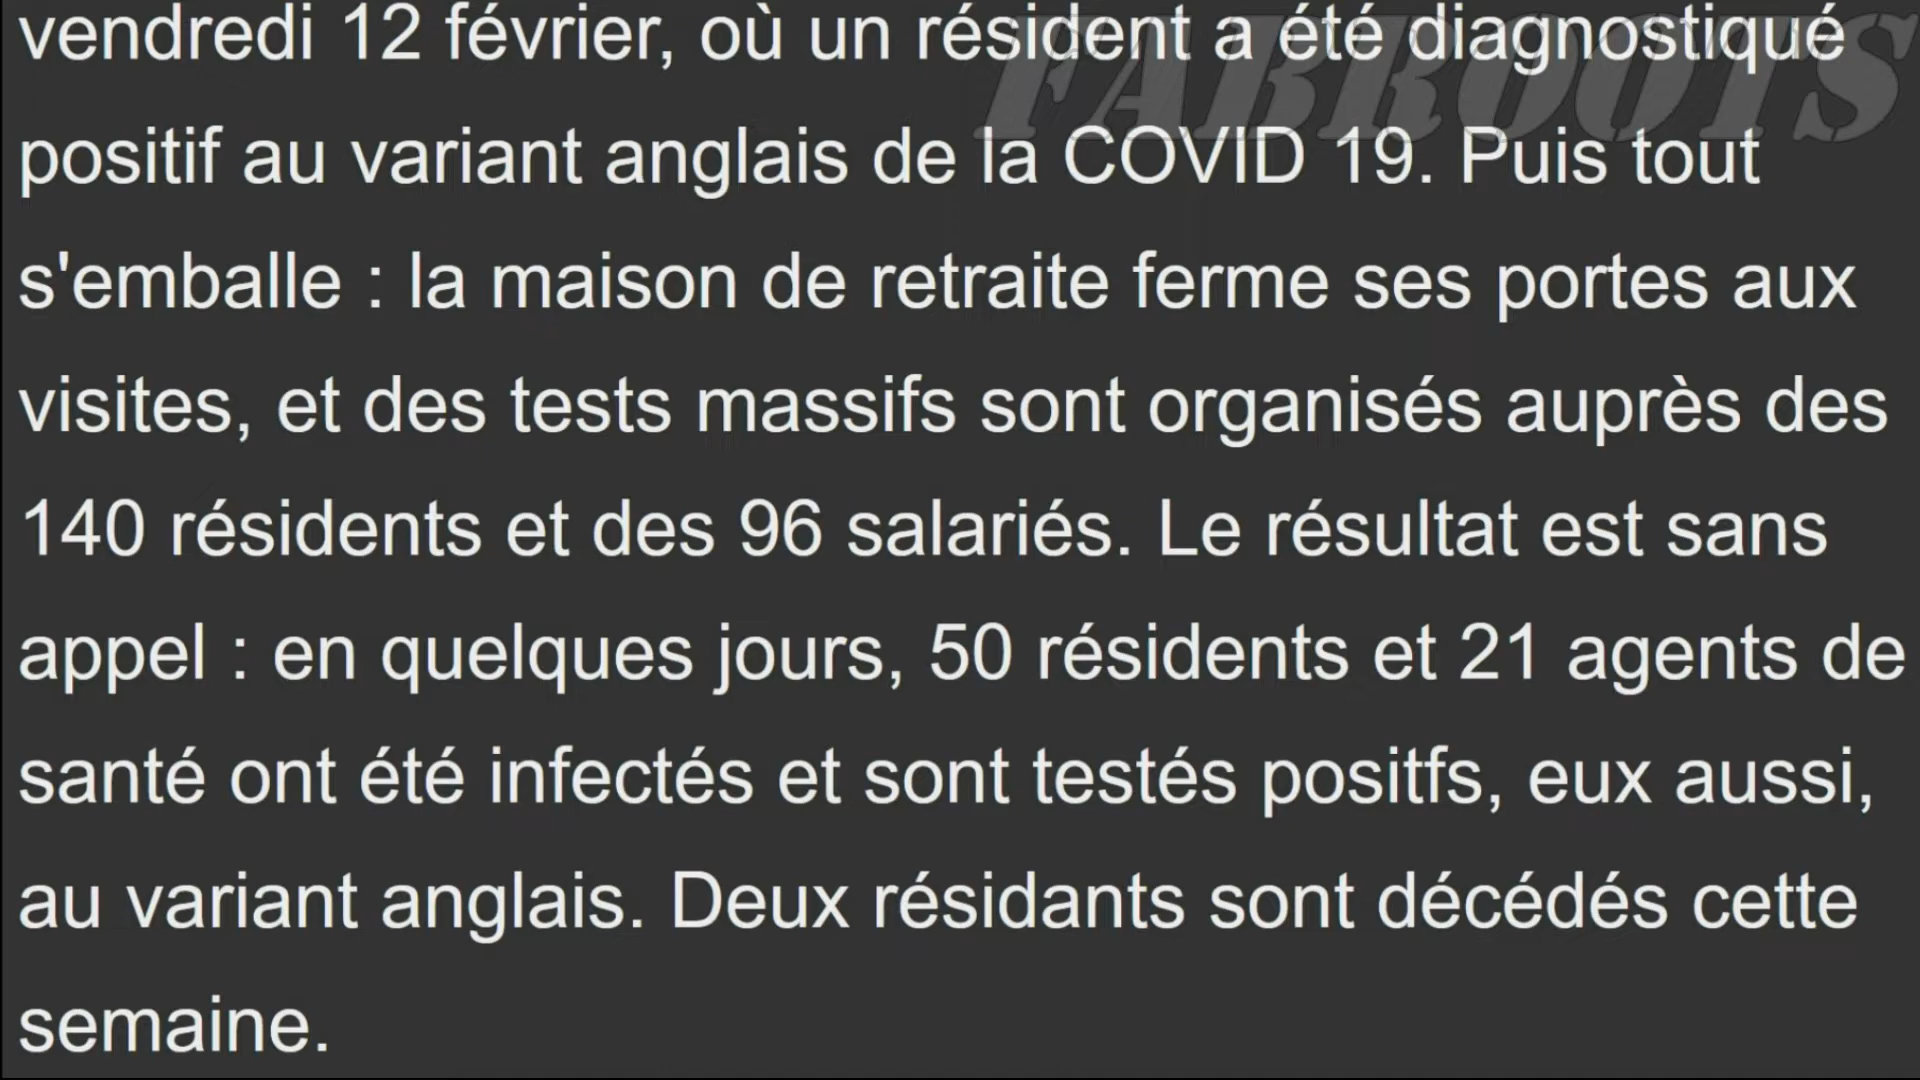 FABROOTS
vendredi 12 février, où un résident a été diagnostiqué
positif au variant anglais de la COVID 19. Puis tout
s'emballe : la maison de retraite ferme ses portes aux
visites, et des tests massifs sont organisés auprès des
140 résidents et des 96 salariés. Le résultat est sans
appel : en quelques jours, 50 résidents et 21 agents de
santé ont été infectés et sont testés positfs, eux aussi,
au variant anglais. Deux résidants sont décédés cette
semaine.